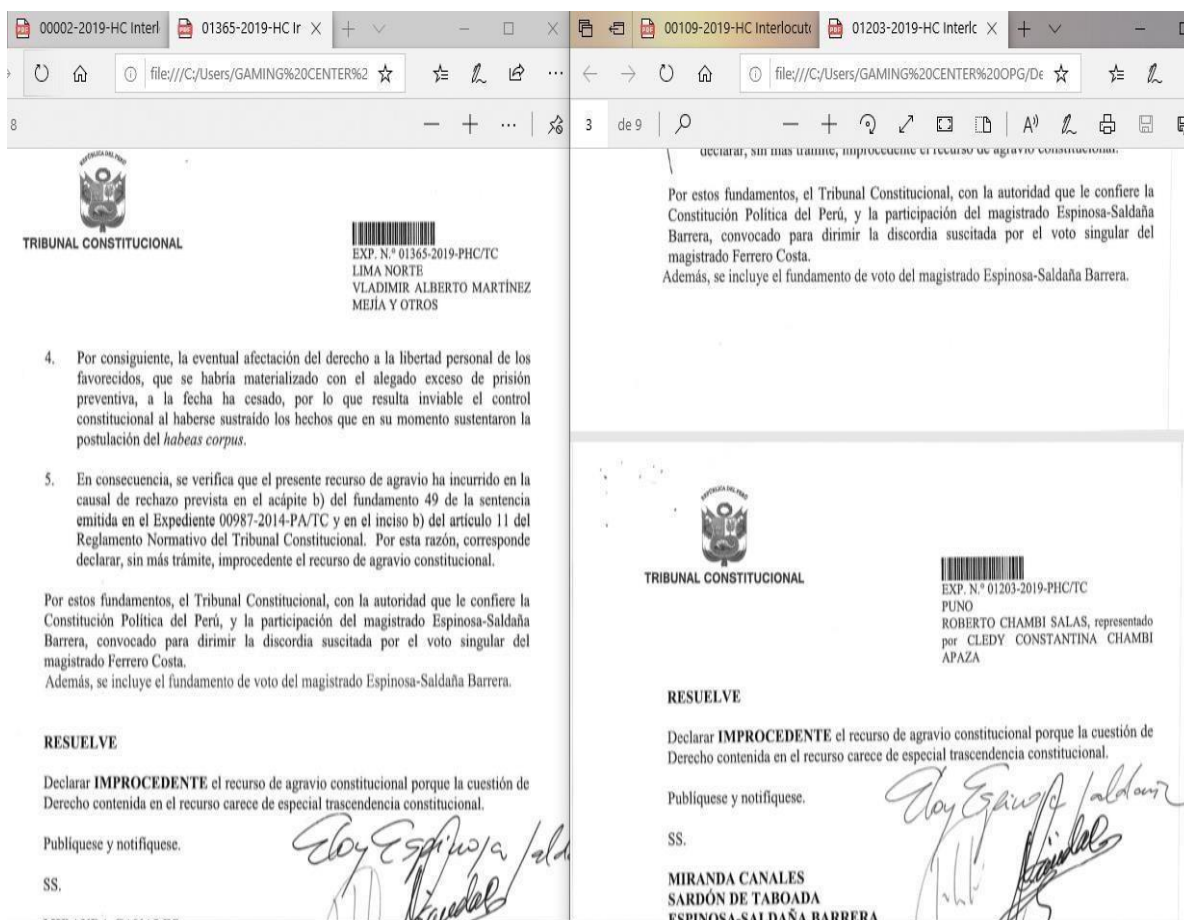 00002-2019-HC Interl
01365-2019-HC Ir
file:///C:/Users/GAMING%20CENTER%2
8
REPÚBLICA DEL PERÚ
TRIBUNAL CONSTITUCIONAL
EXP. N.º 01365-2019-PHC/TC
LIMA NORTE
VLADIMIR ALBERTO MARTÍNEZ
MEJÍA Y OTROS
4. Por consiguiente, la eventual afectación del derecho a la libertad personal de los
favorecidos, que se habría materializado con el alegado exceso de prisión
preventiva, a la fecha ha cesado, por lo que resulta inviable el control
constitucional al haberse sustraído los hechos que en su momento sustentaron la
postulación del habeas corpus.
5. En consecuencia, se verifica que el presente recurso de agravio ha incurrido en la
causal de rechazo prevista en el acápite b) del fundamento 49 de la sentencia
emitida en el Expediente 00987-2014-PA/TC y en el inciso b) del artículo 11 del
Reglamento Normativo del Tribunal Constitucional. Por esta razón, corresponde
declarar, sin más trámite, improcedente el recurso de agravio constitucional.
Por estos fundamentos, el Tribunal Constitucional, con la autoridad que le confiere la
Constitución Política del Perú, y la participación del magistrado Espinosa-Saldaña
Barrera, convocado para dirimir la discordia suscitada por el voto singular del
magistrado Ferrero Costa.
Además, se incluye el fundamento de voto del magistrado Espinosa-Saldaña Barrera.
RESUELVE
Declarar IMPROCEDENTE el recurso de agravio constitucional porque la cuestión de
Derecho contenida en el recurso carece de especial trascendencia constitucional.
Publíquese y notifíquese.
SS.
00109-2019-HC Interlocuto
01203-2019-HC Interlc
file:///C:/Users/GAMING%20CENTER%20OPG/De
3 de 9
declarar, sin más trámite, improcedente el recurso de agravio constitucional.
Por estos fundamentos, el Tribunal Constitucional, con la autoridad que le confiere la
Constitución Política del Perú, y la participación del magistrado Espinosa-Saldaña
Barrera, convocado para dirimir la discordia suscitada por el voto singular del
magistrado Ferrero Costa.
Además, se incluye el fundamento de voto del magistrado Espinosa-Saldaña Barrera.
REPÚBLICA DEL PERÚ
TRIBUNAL CONSTITUCIONAL
EXP. N.º 01203-2019-PHC/TC
PUNO
ROBERTO CHAMBI SALAS, representado
por CLEDY CONSTANTINA CHAMBI
APAZA
RESUELVE
Declarar IMPROCEDENTE el recurso de agravio constitucional porque la cuestión de
Derecho contenida en el recurso carece de especial trascendencia constitucional.
Publíquese y notifíquese.
SS.
MIRANDA CANALES
SARDÓN DE TABOADA
ESPINOSA-SALDAÑA BARRERA